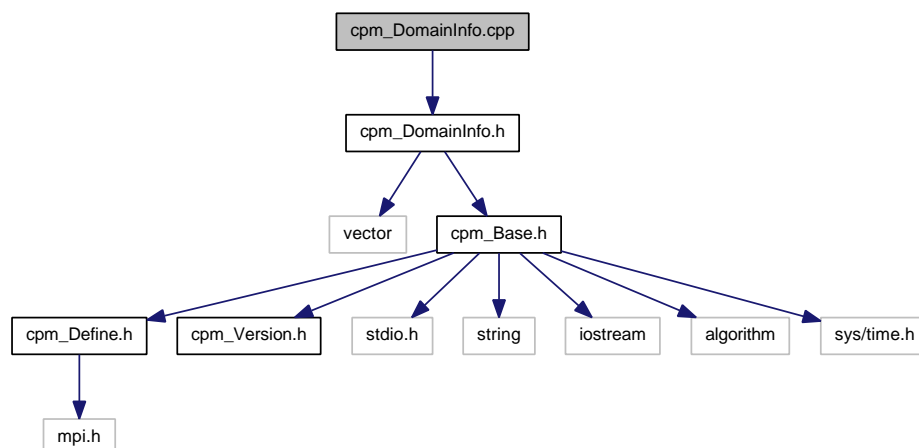 cpm_DomainInfo.cpp
cpm_DomainInfo.h
vector
cpm_Base.h
cpm_Define.h
cpm_Version.h
stdio.h
string
iostream
algorithm
sys/time.h
mpi.h